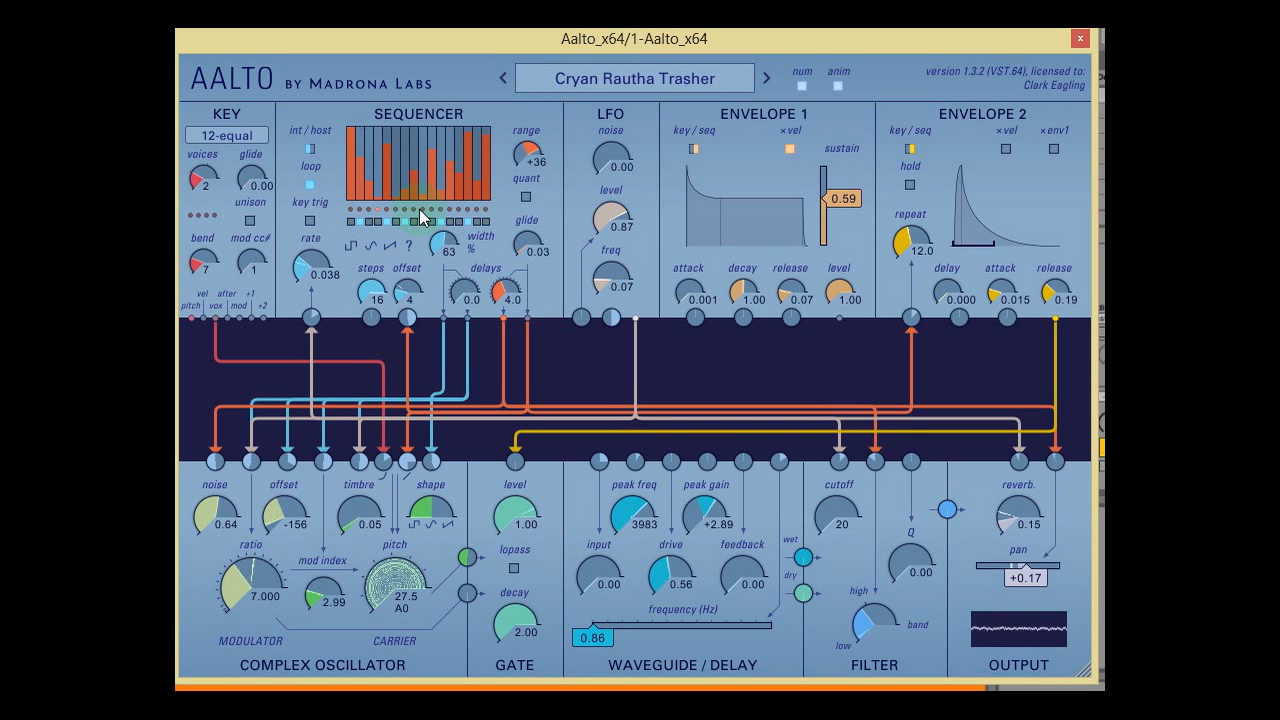 Aalto_x64/1-Aalto_x64
x
AALTO BY MADRONA LABS
Cryan Rautha Trasher
num anim
version 1.3.2 (VST.64), licensed to:
Clark Eagling
KEY
12-equal
voices glide
2 0.00
unison
bend mod cc#
7 1
vel after +1
pitch vox mod +2
SEQUENCER
int / host
loop
key trig
rate
0.038
range
+36
quant
glide
0.03
?
63
width
%
steps offset delays
16 4 0.0 4.0
LFO
noise
0.00
level
0.87
freq
0.07
ENVELOPE 1
key / seq ×vel sustain
0.59
attack decay release level
0.001 1.00 0.07 1.00
ENVELOPE 2
key / seq ×vel ×env1
hold
repeat
12.0
delay attack release
0.000 0.015 0.19
noise offset timbre shape
0.64 -156 0.05
ratio mod index pitch
7.000 2.99 27.5
A0
MODULATOR CARRIER
COMPLEX OSCILLATOR
level
1.00
lopass
decay
2.00
GATE
peak freq peak gain
3983 +2.89
input drive feedback
0.00 0.56 0.00
wet
dry
frequency (Hz)
0.86
WAVEGUIDE / DELAY
cutoff
20
Q
0.00
high
band
low
FILTER
reverb.
0.15
pan
+0.17
OUTPUT